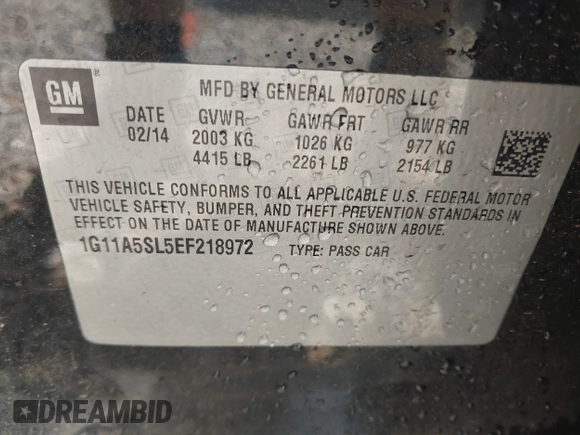 GM
MFD BY GENERAL MOTORS LLC
DATE GVWR GAWR FRT GAWR RR
02/14 2003 KG 1026 KG 977 KG
4415 LB 2261 LB 2154 LB
THIS VEHICLE CONFORMS TO ALL APPLICABLE U.S. FEDERAL MOTOR
VEHICLE SAFETY, BUMPER, AND THEFT PREVENTION STANDARDS IN
EFFECT ON THE DATE OF MANUFACTURE SHOWN ABOVE.
1G11A5SL5EF218972 TYPE: PASS CAR
DREAMBID